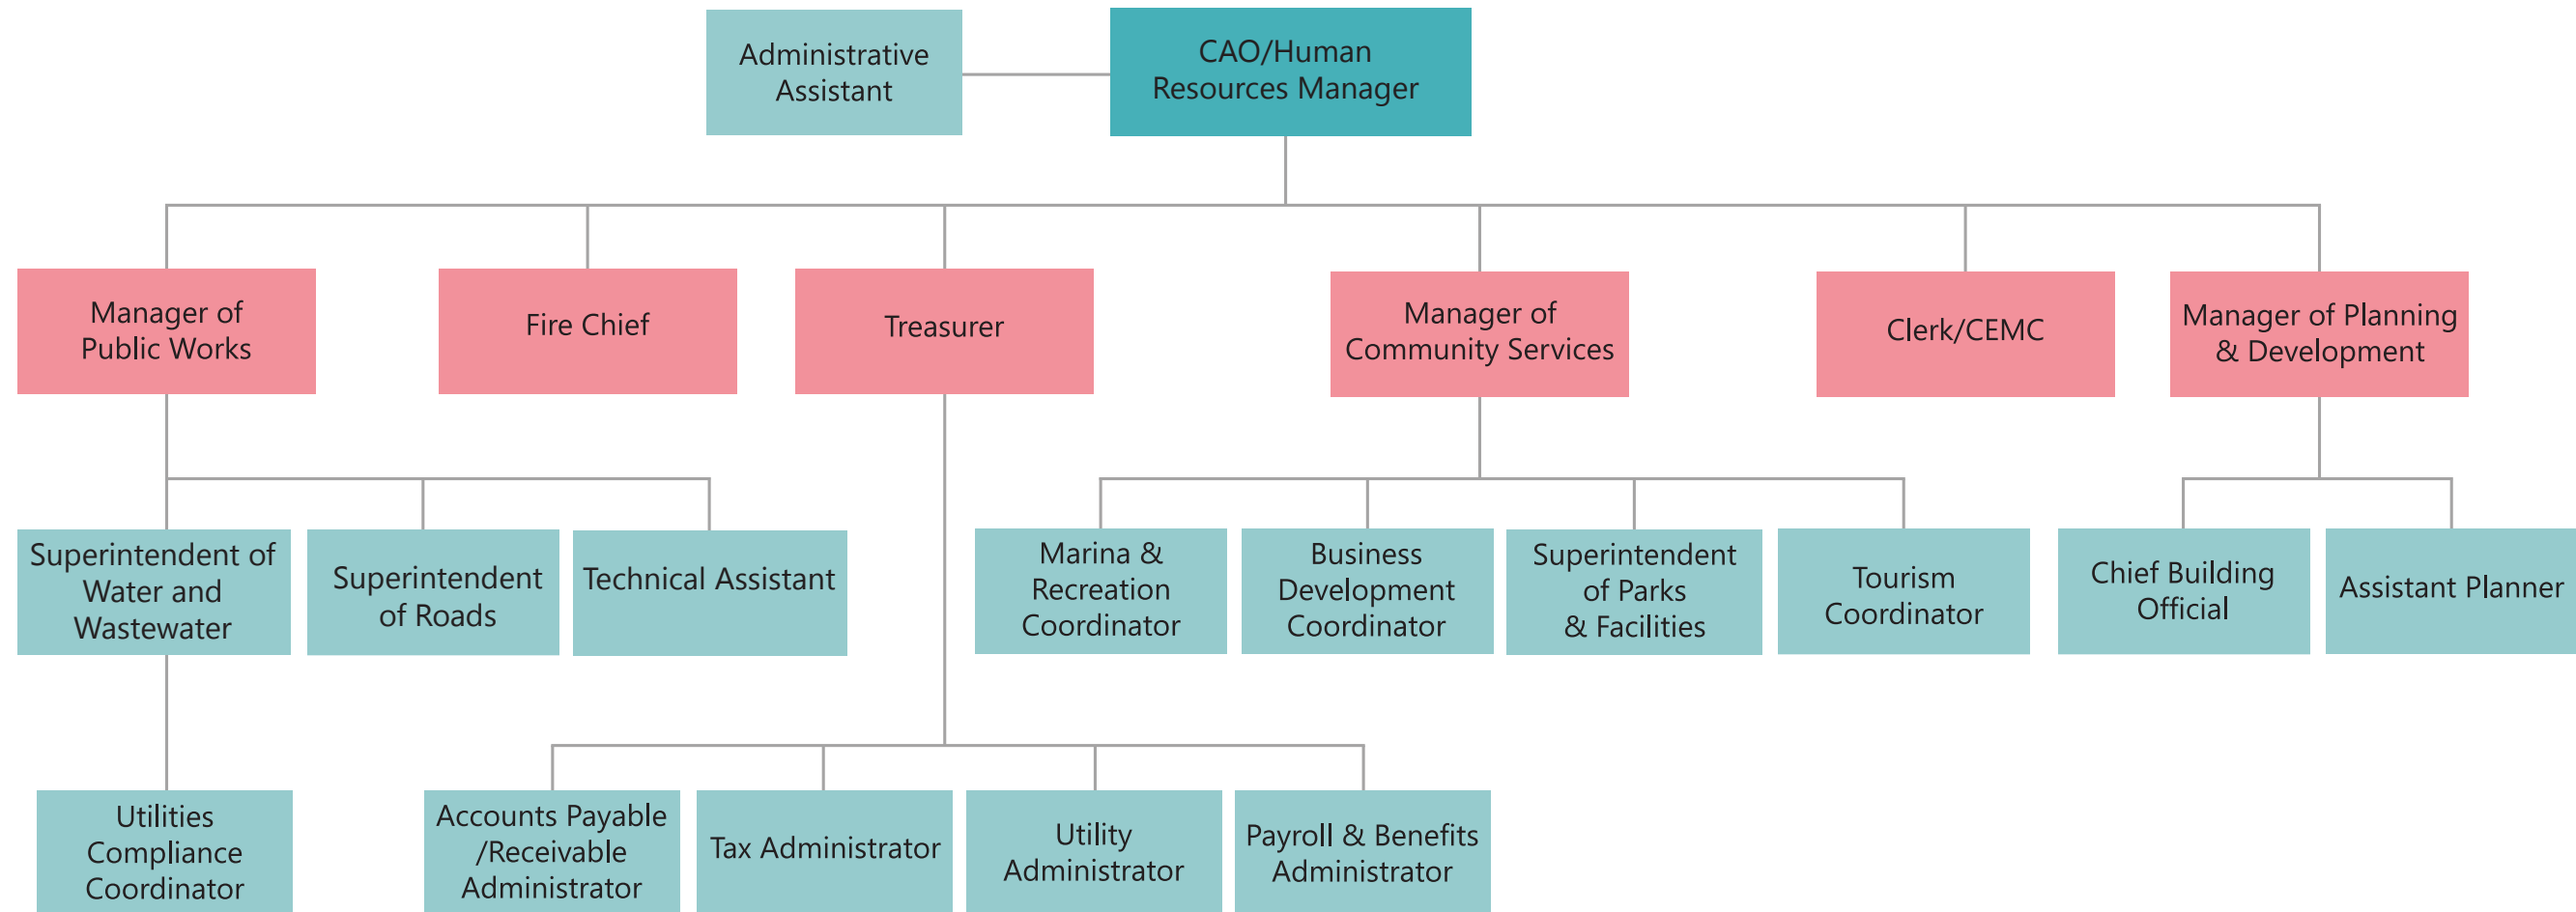 Administrative
Assistant
CAO/Human
Resources Manager
Manager of
Public Works
Fire Chief
Treasurer
Manager of
Community Services
Clerk/CEMC
Manager of Planning
& Development
Superintendent of
Water and
Wastewater
Superintendent
of Roads
Technical Assistant
Marina &
Recreation
Coordinator
Business
Development
Coordinator
Superintendent
of Parks
& Facilities
Tourism
Coordinator
Chief Building
Official
Assistant Planner
Utilities
Compliance
Coordinator
Accounts Payable
/Receivable
Administrator
Tax Administrator
Utility
Administrator
Payroll & Benefits
Administrator